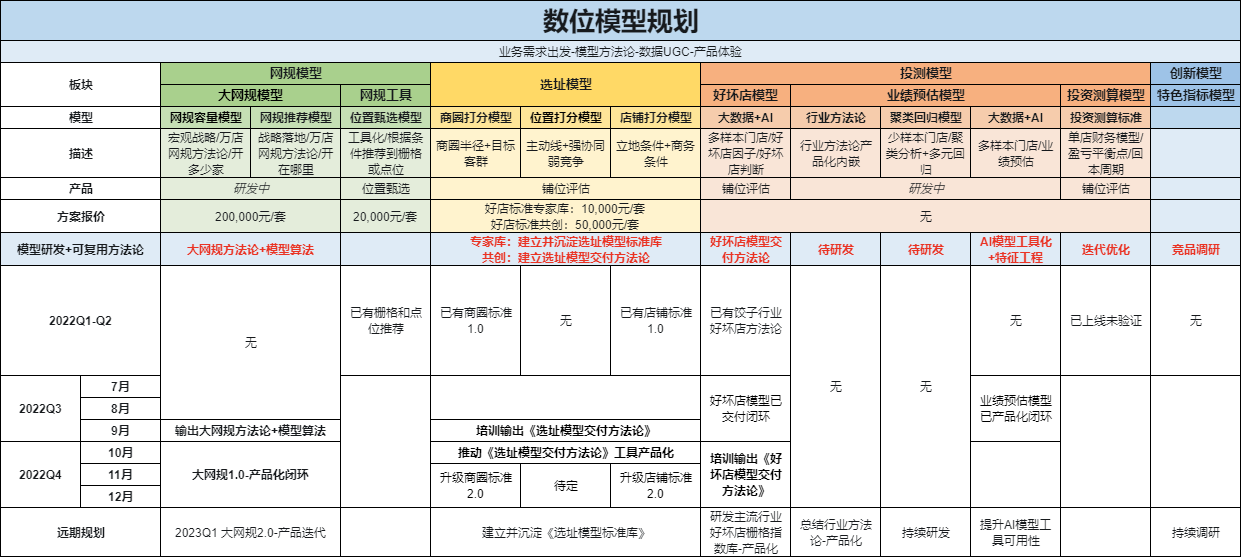 数位模型规划
业务需求出发-模型方法论-数据UGC-产品体验
板块
网规模型
选址模型
投测模型
创新模型
大网规模型
网规工具
好坏店模型
业绩预估模型
投资测算模型
特色指标模型
模型
网规容量模型
网规推荐模型
位置甄选模型
商圈打分模型
位置打分模型
店铺打分模型
大数据+AI
行业方法论
聚类回归模型
大数据+AI
投资测算标准
描述
宏观战略/万店
网规方法论/开
多少家
战略落地/万店
网规方法论/开
在哪里
工具化/根据条
件推荐到栅格
或点位
商圈半径+目标
客群
主动线+强协同
弱竞争
立地条件+商务
条件
多样本门店/好
坏店因子/好坏
店判断
行业方法论产
品化内嵌
少样本门店/聚
类分析+多元回
归
多样本门店/业
绩预估
单店财务模型/
盈亏平衡点/回
本周期
产品
研发中
位置甄选
铺位评估
铺位评估
研发中
铺位评估
方案报价
200,000元/套
20,000元/套
好店标准专家库：10,000元/套
好店标准共创：50,000元/套
无
模型研发+可复用方法论
大网规方法论+模型算法
专家库：建立并沉淀选址模型标准库
共创：建立选址模型交付方法论
好坏店模型交
付方法论
待研发
待研发
AI模型工具化
+特征工程
迭代优化
竞品调研
2022Q1-Q2
无
已有栅格和点
位推荐
已有商圈标准
1.0
无
已有店铺标准
1.0
已有饺子行业
好坏店方法论
无
无
无
已上线未验证
无
2022Q3
7月
8月
9月
输出大网规方法论+模型算法
培训输出《选址模型交付方法论》
好坏店模型已
交付闭环
业绩预估模型
已产品化闭环
2022Q4
10月
11月
12月
大网规1.0-产品化闭环
推动《选址模型交付方法论》工具产品化
升级商圈标准
2.0
待定
升级店铺标准
2.0
培训输出《好
坏店模型交付
方法论》
远期规划
2023Q1 大网规2.0-产品迭代
建立并沉淀《选址模型标准库》
研发主流行业
好坏店栅格指
数库-产品化
总结行业方法
论-产品化
持续研发
提升AI模型工
具可用性
持续调研